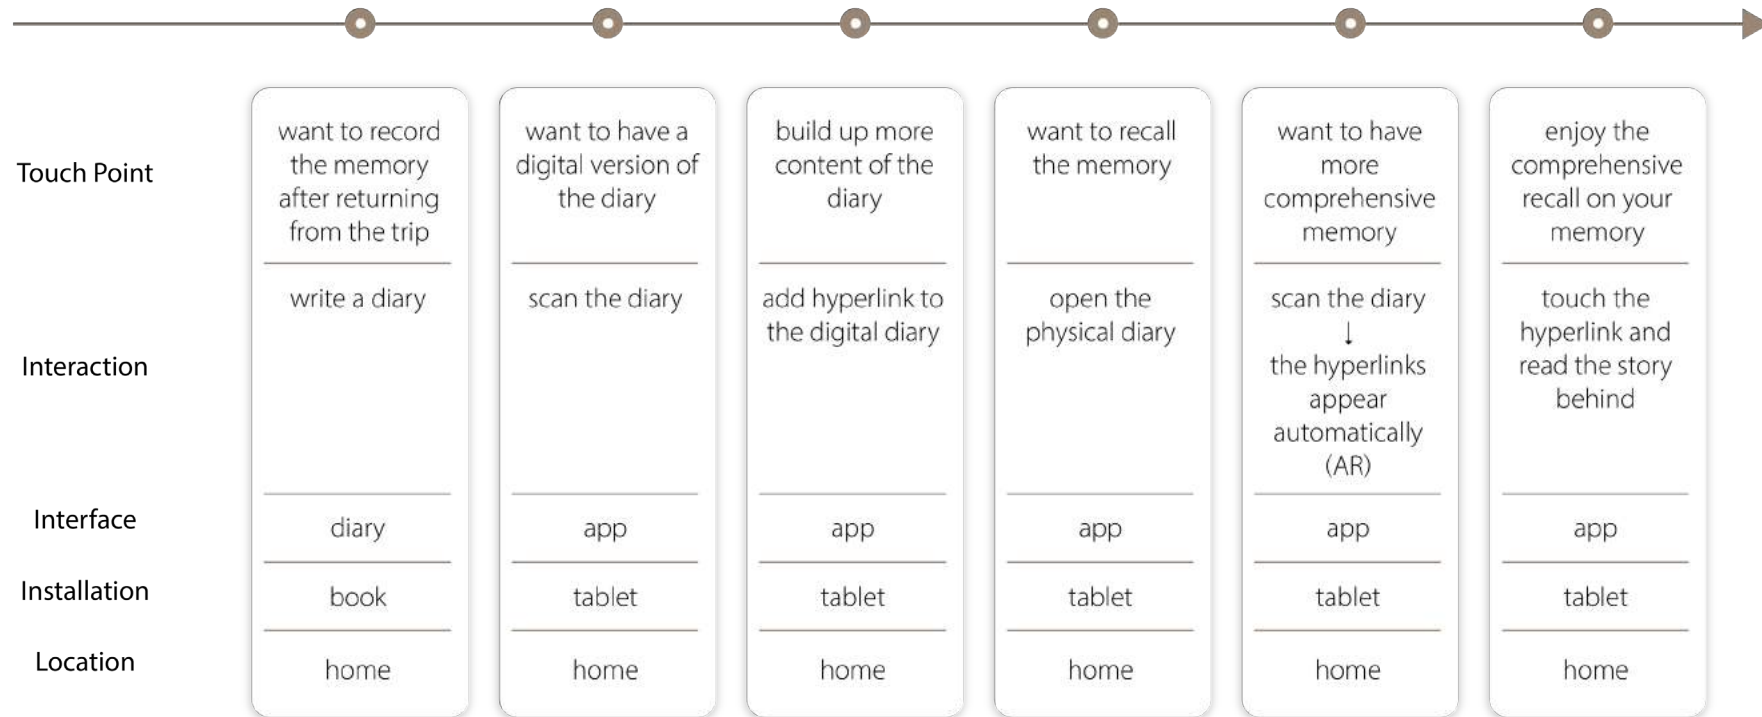 Touch Point
want to record
the memory
after returning
from the trip
want to have a
digital version of
the diary
build up more
content of the
diary
want to recall
the memory
want to have
more
comprehensive
memory
enjoy the
comprehensive
recall on your
memory
Interaction
write a diary
scan the diary
add hyperlink to
the digital diary
open the
physical diary
scan the diary
↓
the hyperlinks
appear
automatically
(AR)
touch the
hyperlink and
read the story
behind
Interface
diary
app
app
app
app
app
Installation
book
tablet
tablet
tablet
tablet
tablet
Location
home
home
home
home
home
home